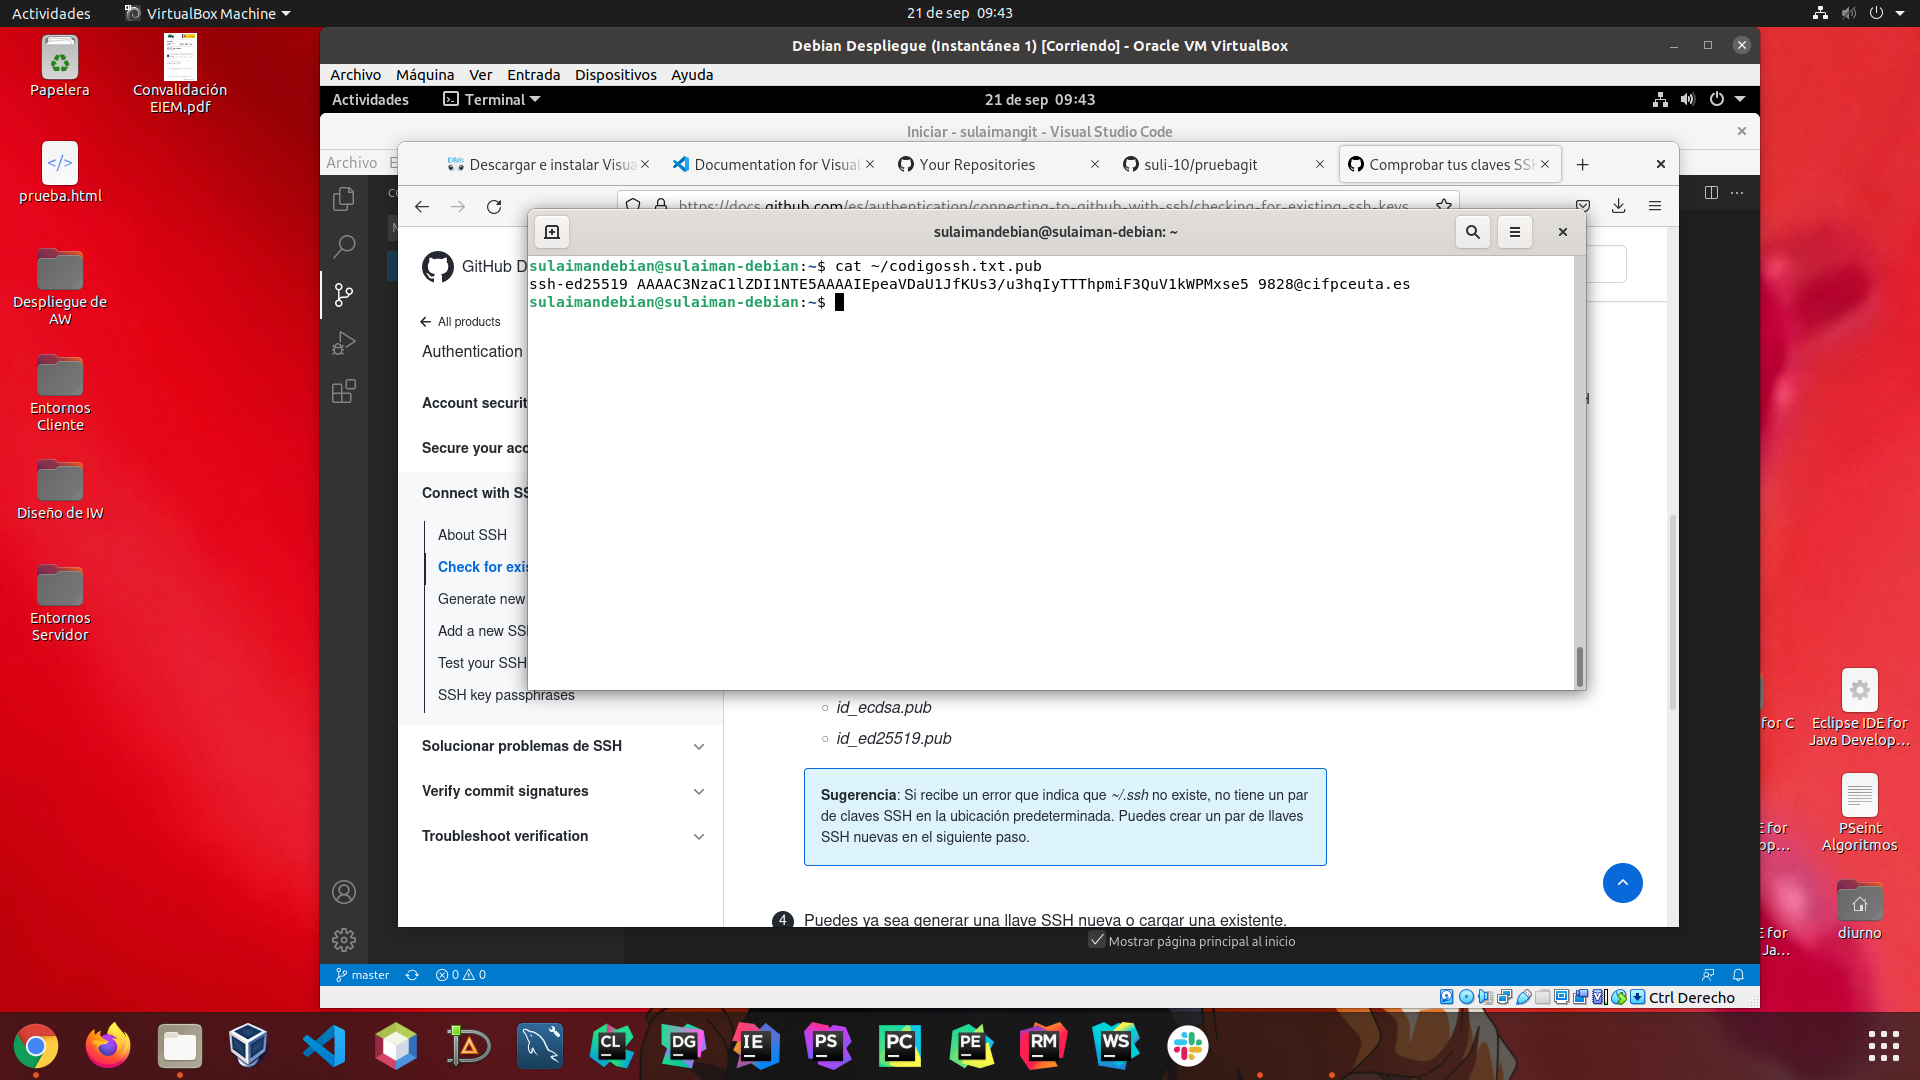 Actividades
VirtualBox Machine
21 de sep 09:43
Papelera
Convalidación
EIEM.pdf
prueba.html
Despliegue de
AW
Entornos
Cliente
Diseño de IW
Entornos
Servidor
Debian Despliegue (Instantánea 1) [Corriendo] - Oracle VM VirtualBox
Archivo Máquina Ver Entrada Dispositivos Ayuda
Actividades
Terminal
21 de sep 09:43
Iniciar - sulaimangit - Visual Studio Code
Archivo E
Descargar e instalar Visua
Documentation for Visual
Your Repositories
suli-10/pruebagit
Comprobar tus claves SSH
https://docs.github.com/es/authentication/connecting-to-github-with-ssh/checking-for-existing-ssh-keys
sulaimandebian@sulaiman-debian: ~
sulaimandebian@sulaiman-debian:~$ cat ~/codigossh.txt.pub
ssh-ed25519 AAAAC3NzaC1lZDI1NTE5AAAAIEpeaVDaU1JfKUs3/u3hqIyTTThpmiF3QuV1kWPMxse5 9828@cifpceuta.es
sulaimandebian@sulaiman-debian:~$
GitHub D
All products
Authentication
Account securit
Secure your acc
Connect with SS
About SSH
Check for exis
Generate new
Add a new SSH
Test your SSH
SSH key passphrases
Solucionar problemas de SSH
Verify commit signatures
Troubleshoot verification
id_ecdsa.pub
id_ed25519.pub
Sugerencia: Si recibe un error que indica que ~/.ssh no existe, no tiene un par
de claves SSH en la ubicación predeterminada. Puedes crear un par de llaves
SSH nuevas en el siguiente paso.
4 Puedes ya sea generar una llave SSH nueva o cargar una existente.
Mostrar página principal al inicio
master
0 0
Ctrl Derecho
for C
Eclipse IDE for
Java Develop...
E for
op...
PSeint
Algoritmos
E for
Ja...
diurno
CL
DG
IE
PS
PC
PE
RM
WS